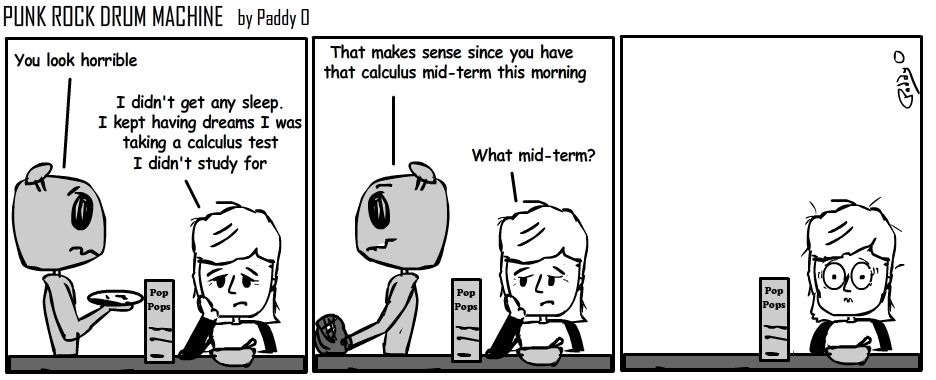 PUNK ROCK DRUM MACHINE by Paddy O
You look horrible
I didn't get any sleep.
I kept having dreams I was
taking a calculus test
I didn't study for
Pop
Pops
That makes sense since you have
that calculus mid-term this morning
What mid-term?
Pop
Pops
Paddy O
Pop
Pops